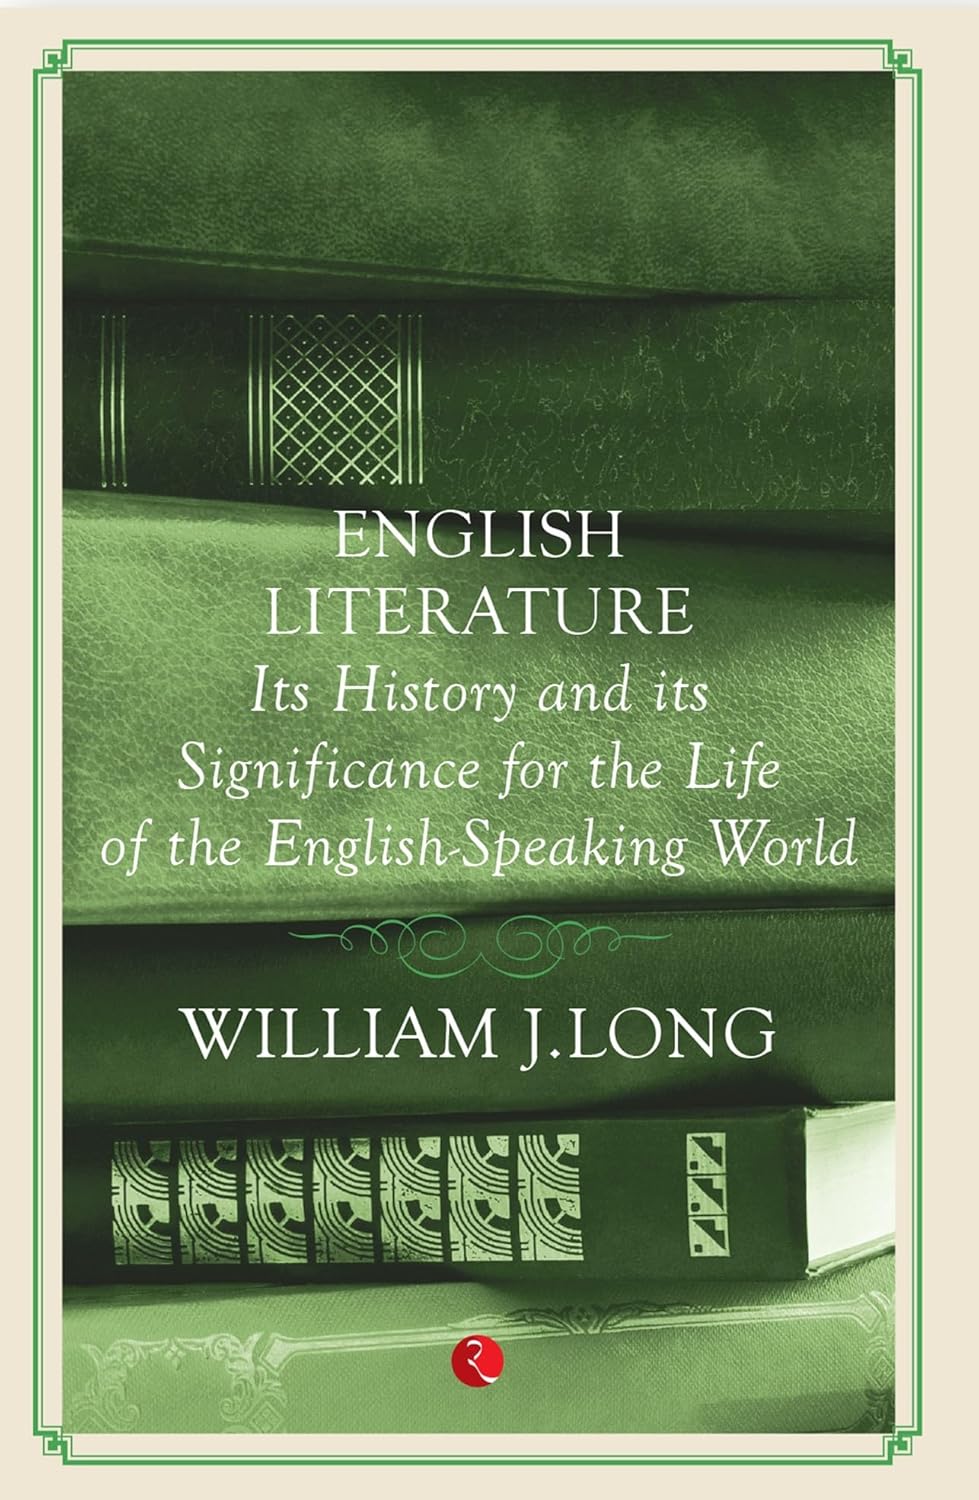 ENGLISH
LITERATURE
Its History and its
Significance for the Life
of the English-Speaking World
WILLIAM J.LONG